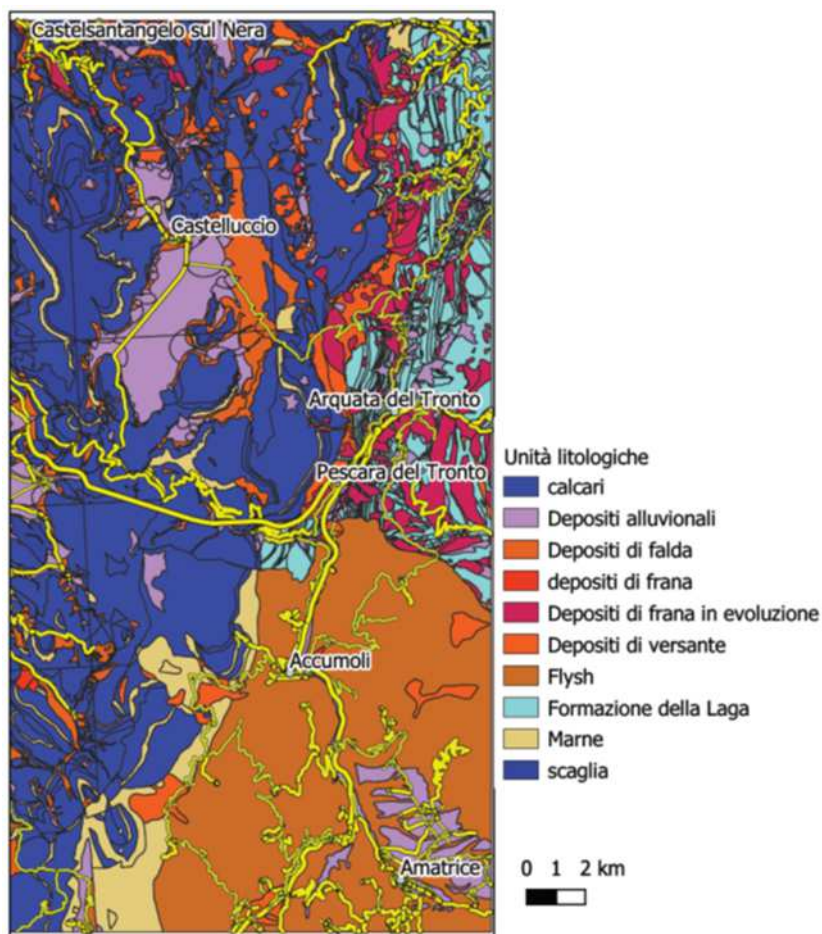 Castelsantangelo sul Nera
Castelluccio
Arquata del Tronto
Pescara del Tronto
Accumoli
Amatrice
Unità litologiche
calcari
Depositi alluvionali
Depositi di falda
depositi di frana
Depositi di frana in evoluzione
Depositi di versante
Flysh
Formazione della Laga
Marne
scaglia
0 1 2 km